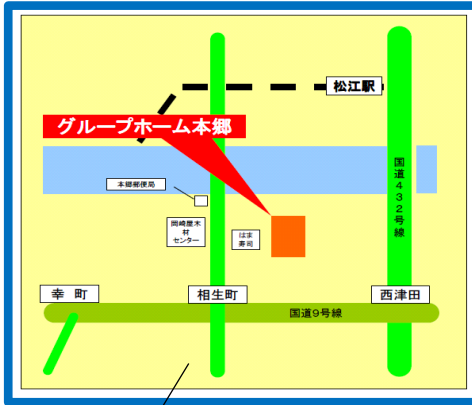 松江駅
グループホーム本郷
国道432号線
本郷郵便局
岡崎屋木
材
センター
はま
寿司
幸 町
相生町
西津田
国道9号線